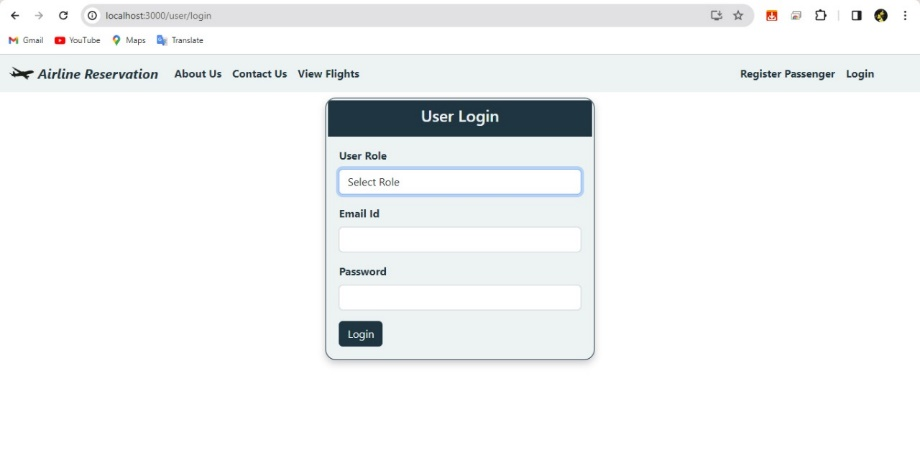 localhost:3000/user/login
Gmail YouTube Maps Translate
Airline Reservation About Us Contact Us View Flights Register Passenger Login
User Login
User Role
Select Role
Email Id
Password
Login